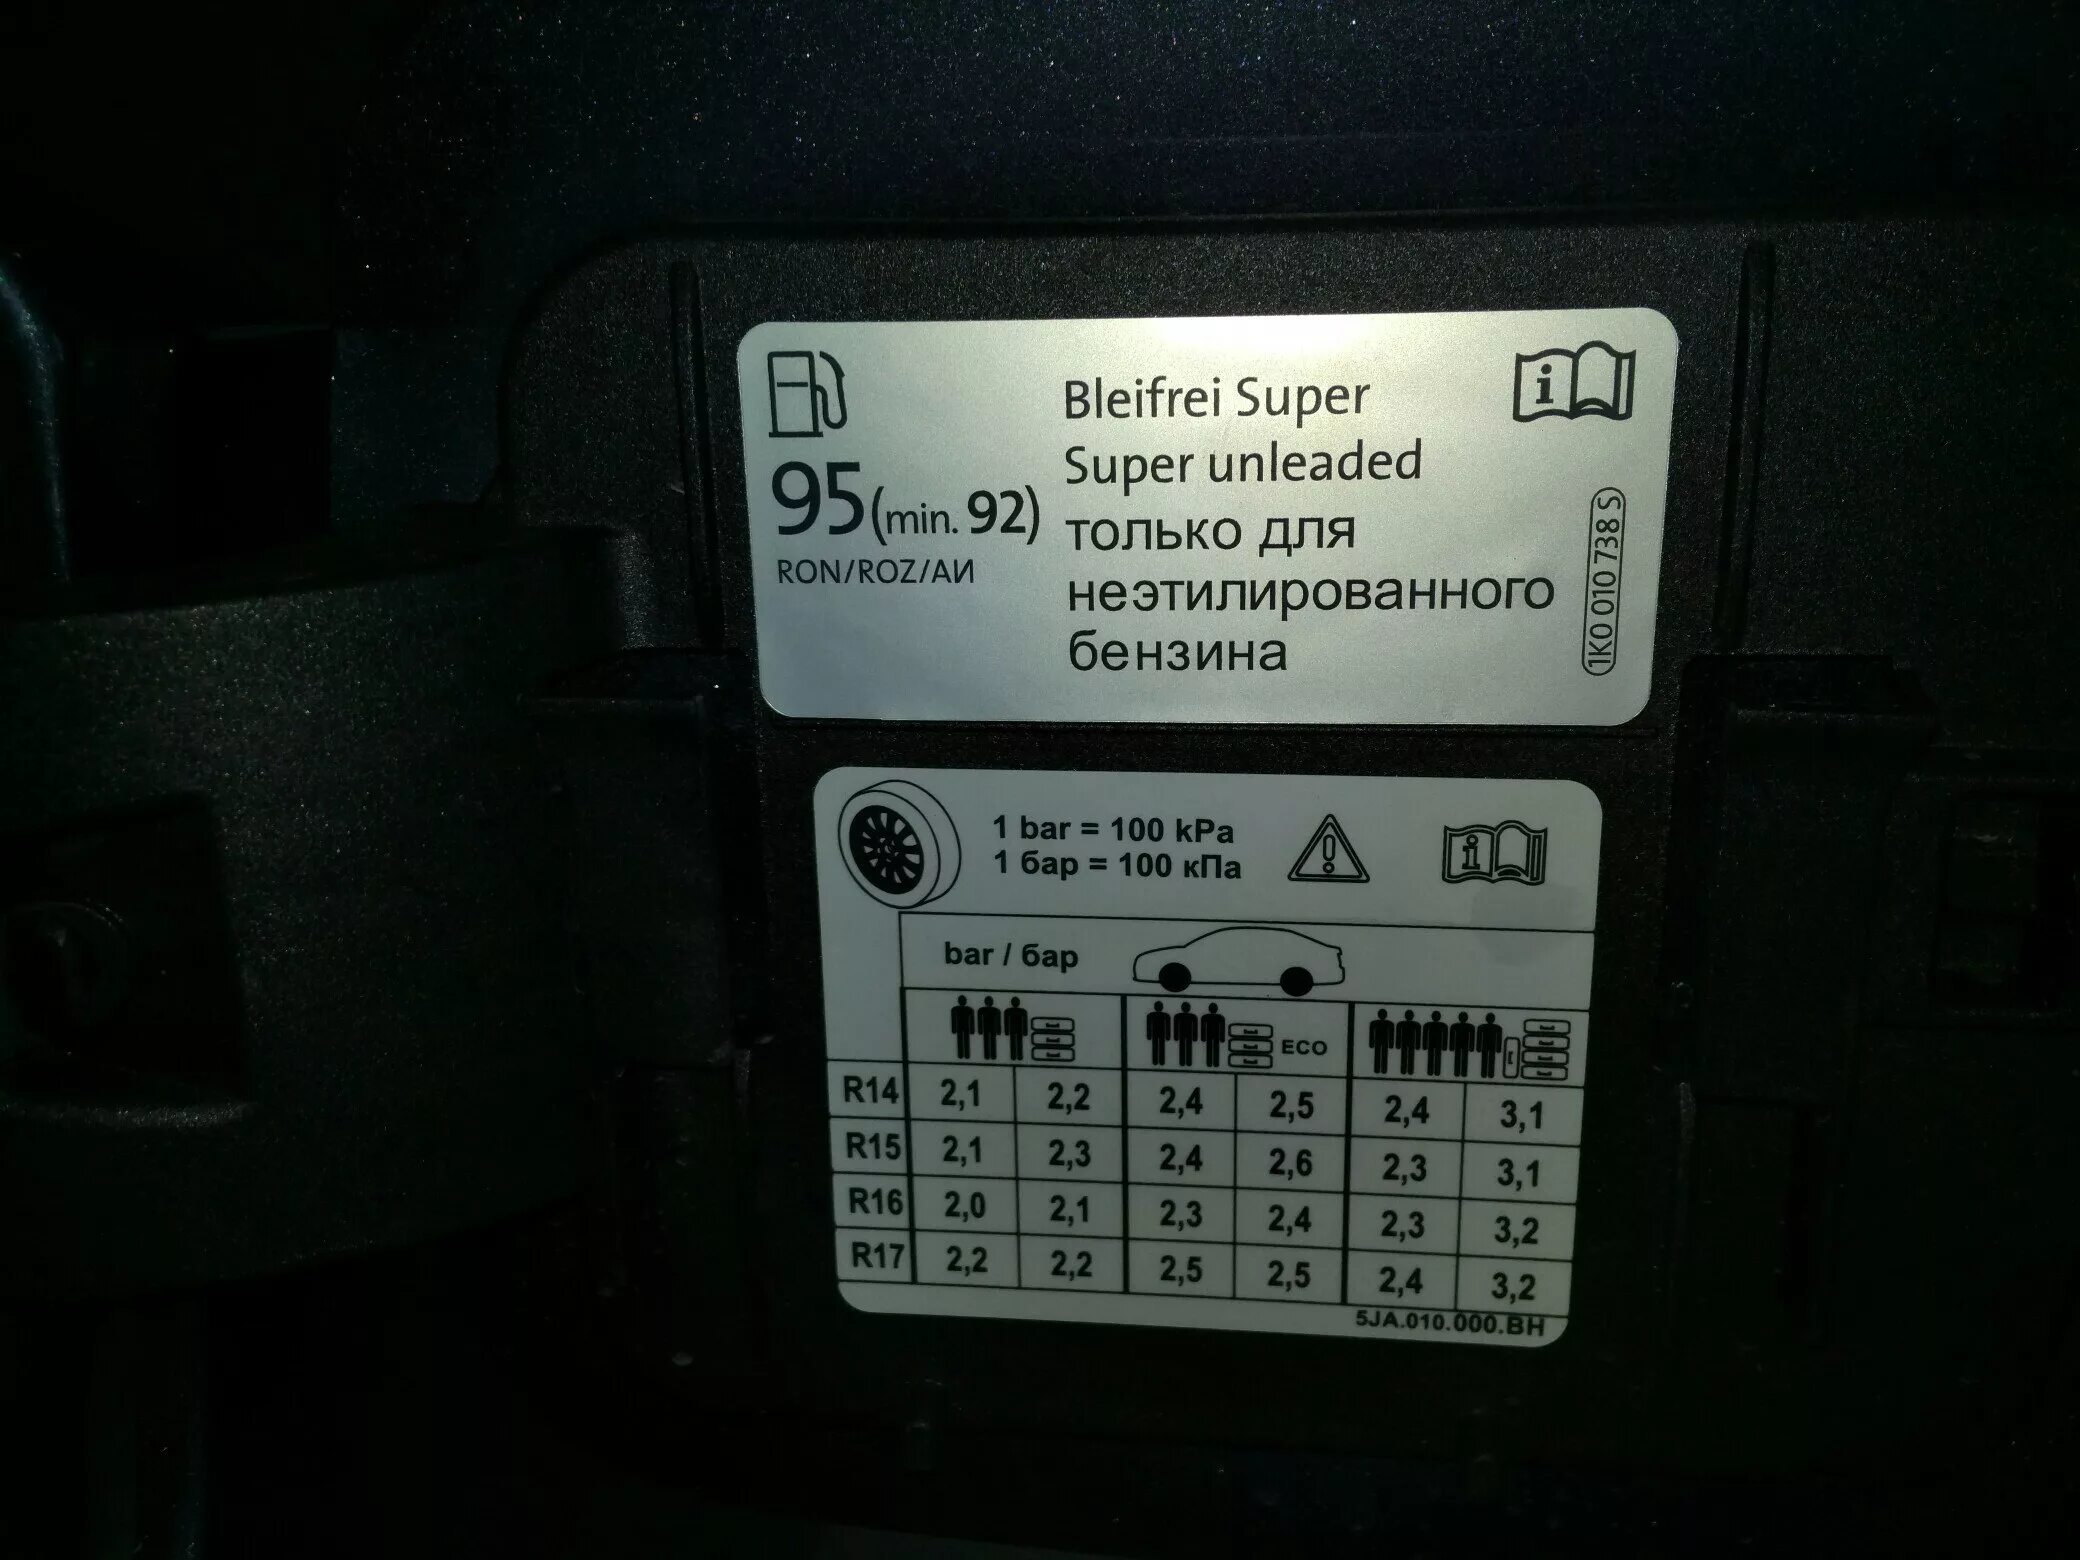 Bleifrei Super
Super unleaded
только для
неэтилированного
бензина
95 (min. 92)
RON/ROZ/АИ
1K0 010 738 S
1 bar = 100 kPa
1 бар = 100 кПа
bar / бар
ECO
R14 2,1 2,2 2,4 2,5 2,4 3,1
R15 2,1 2,3 2,4 2,6 2,3 3,1
R16 2,0 2,1 2,3 2,4 2,3 3,2
R17 2,2 2,2 2,5 2,5 2,4 3,2
5JA.010.000.BH